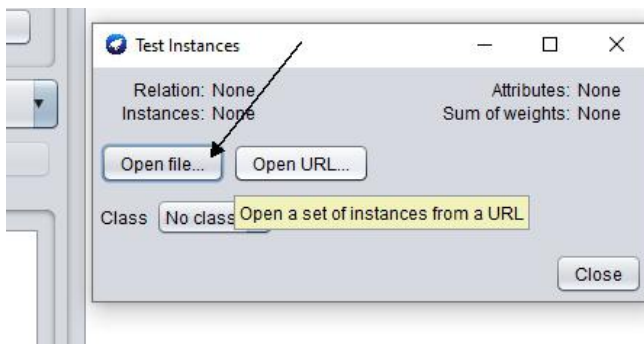 Test Instances
Relation: None
Attributes: None
Instances: None
Sum of weights: None
Open file...
Open URL...
Open a set of instances from a URL
Class
No class
Close